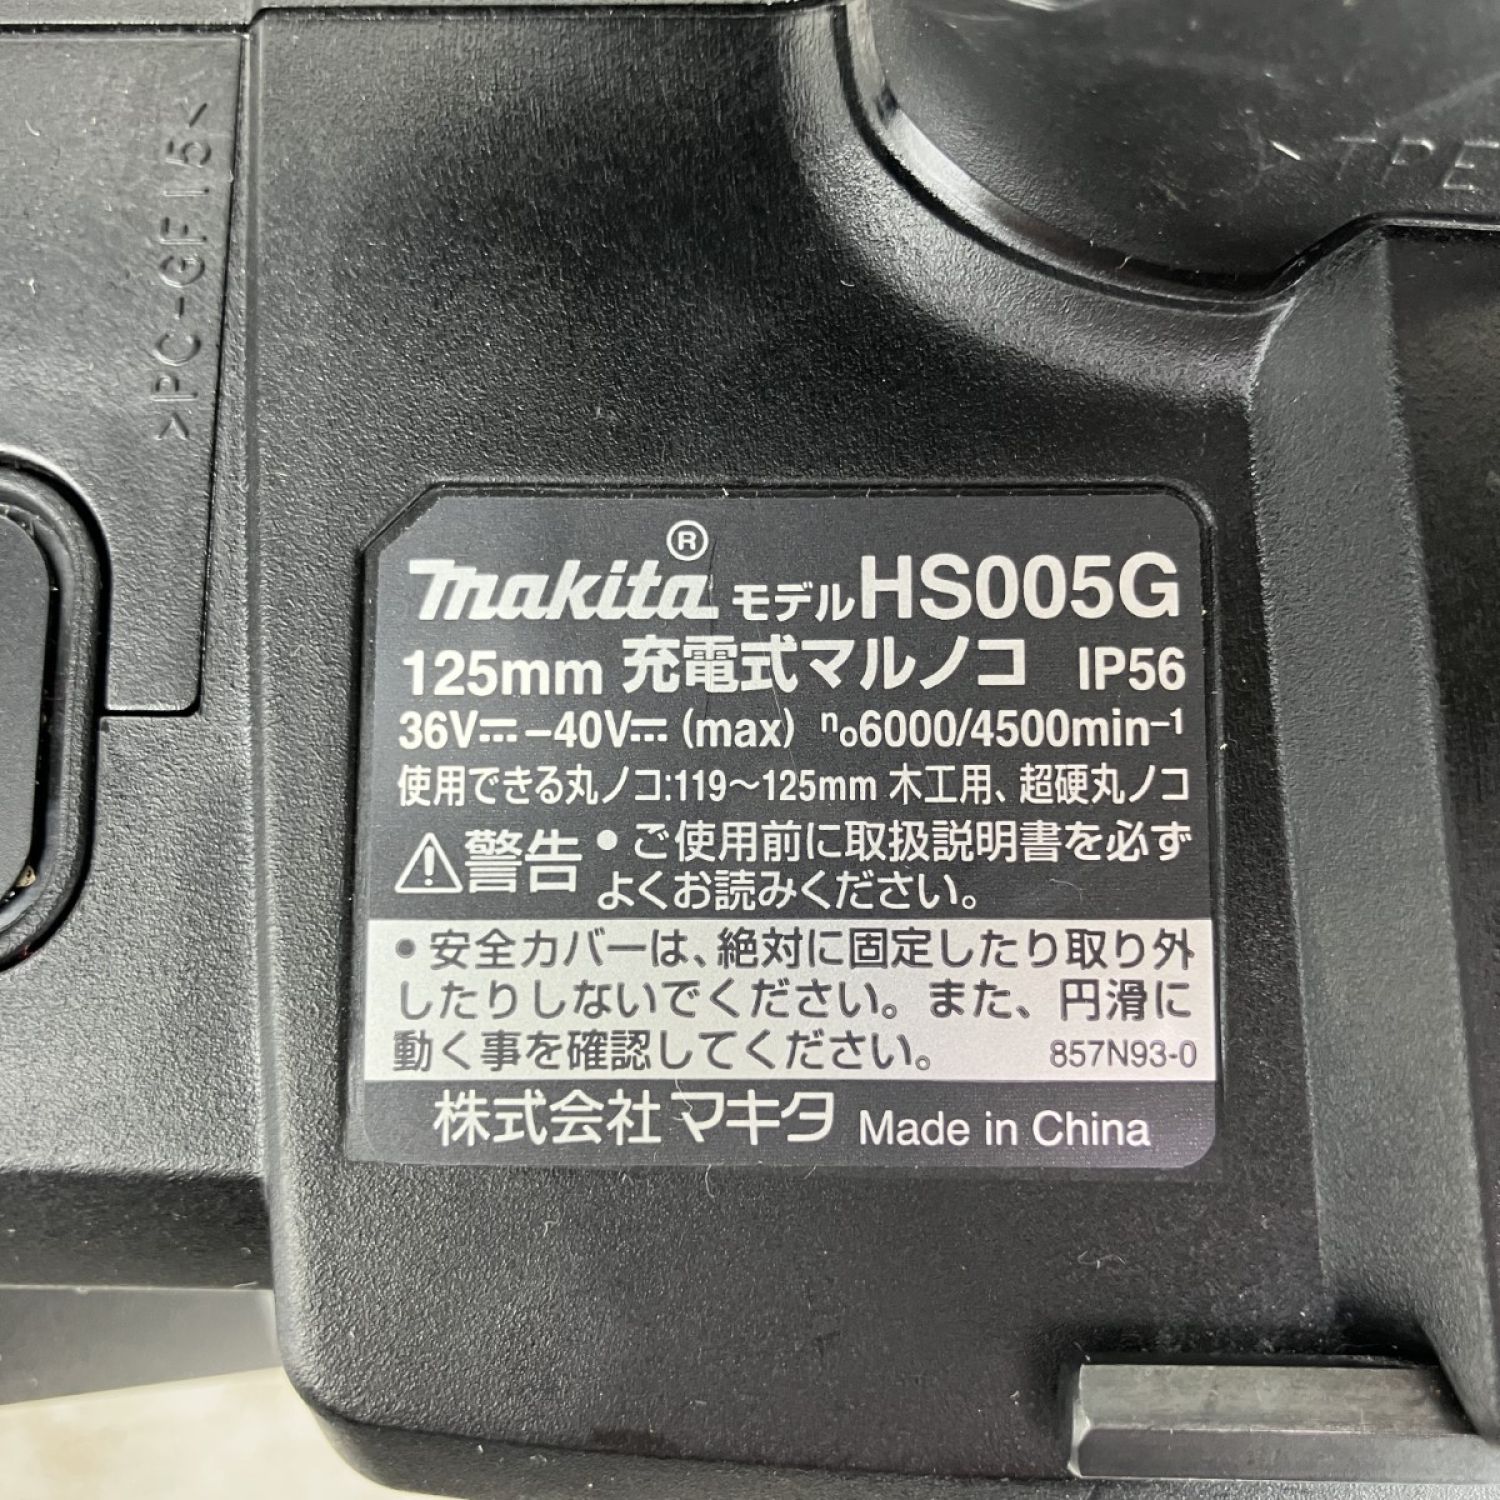 >PC-GF15<
>TPE
makita® モデルHS005G
125mm 充電式マルノコ IP56
36V⎓-40V⎓(max) n₀6000/4500min⁻¹
使用できる丸ノコ:119〜125mm 木工用、超硬丸ノコ
⚠警告 •ご使用前に取扱説明書を必ず
よくお読みください。
•安全カバーは、絶対に固定したり取り外
したりしないでください。また、円滑に
動く事を確認してください。 857N93-0
株式会社マキタ Made in China